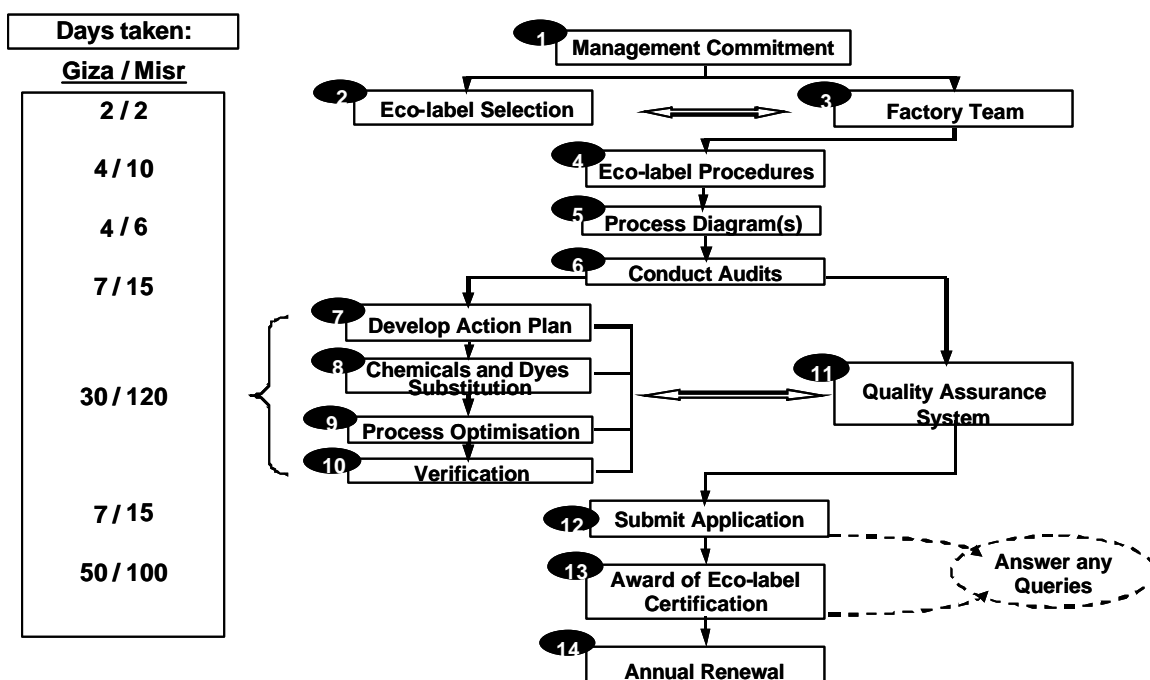 Days taken:
Giza / Misr
2 / 2
4 / 10
4 / 6
7 / 15
30 / 120
7 / 15
50 / 100
1
Management Commitment
2
Eco-label Selection
3
Factory Team
4
Eco-label Procedures
5
Process Diagram(s)
6
Conduct Audits
7
Develop Action Plan
8
Chemicals and Dyes
Substitution
9
Process Optimisation
10
Verification
11
Quality Assurance
System
12
Submit Application
13
Award of Eco-label
Certification
Answer any
Queries
14
Annual Renewal